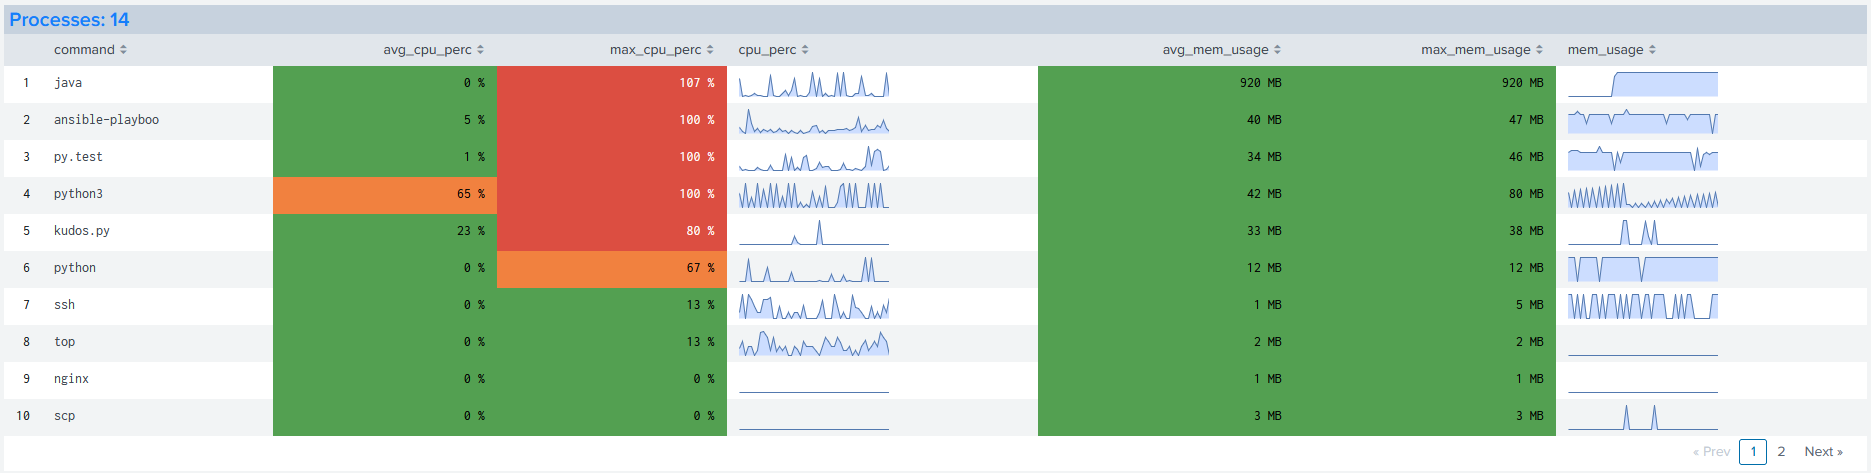 Processes: 14
command avg_cpu_perc max_cpu_perc cpu_perc avg_mem_usage max_mem_usage mem_usage
1 java 0 % 107 % 920 MB 920 MB
2 ansible-playboo 5 % 100 % 40 MB 47 MB
3 py.test 1 % 100 % 34 MB 46 MB
4 python3 65 % 100 % 42 MB 80 MB
5 kudos.py 23 % 80 % 33 MB 38 MB
6 python 0 % 67 % 12 MB 12 MB
7 ssh 0 % 13 % 1 MB 5 MB
8 top 0 % 13 % 2 MB 2 MB
9 nginx 0 % 0 % 1 MB 1 MB
10 scp 0 % 0 % 3 MB 3 MB
« Prev 1 2 Next »